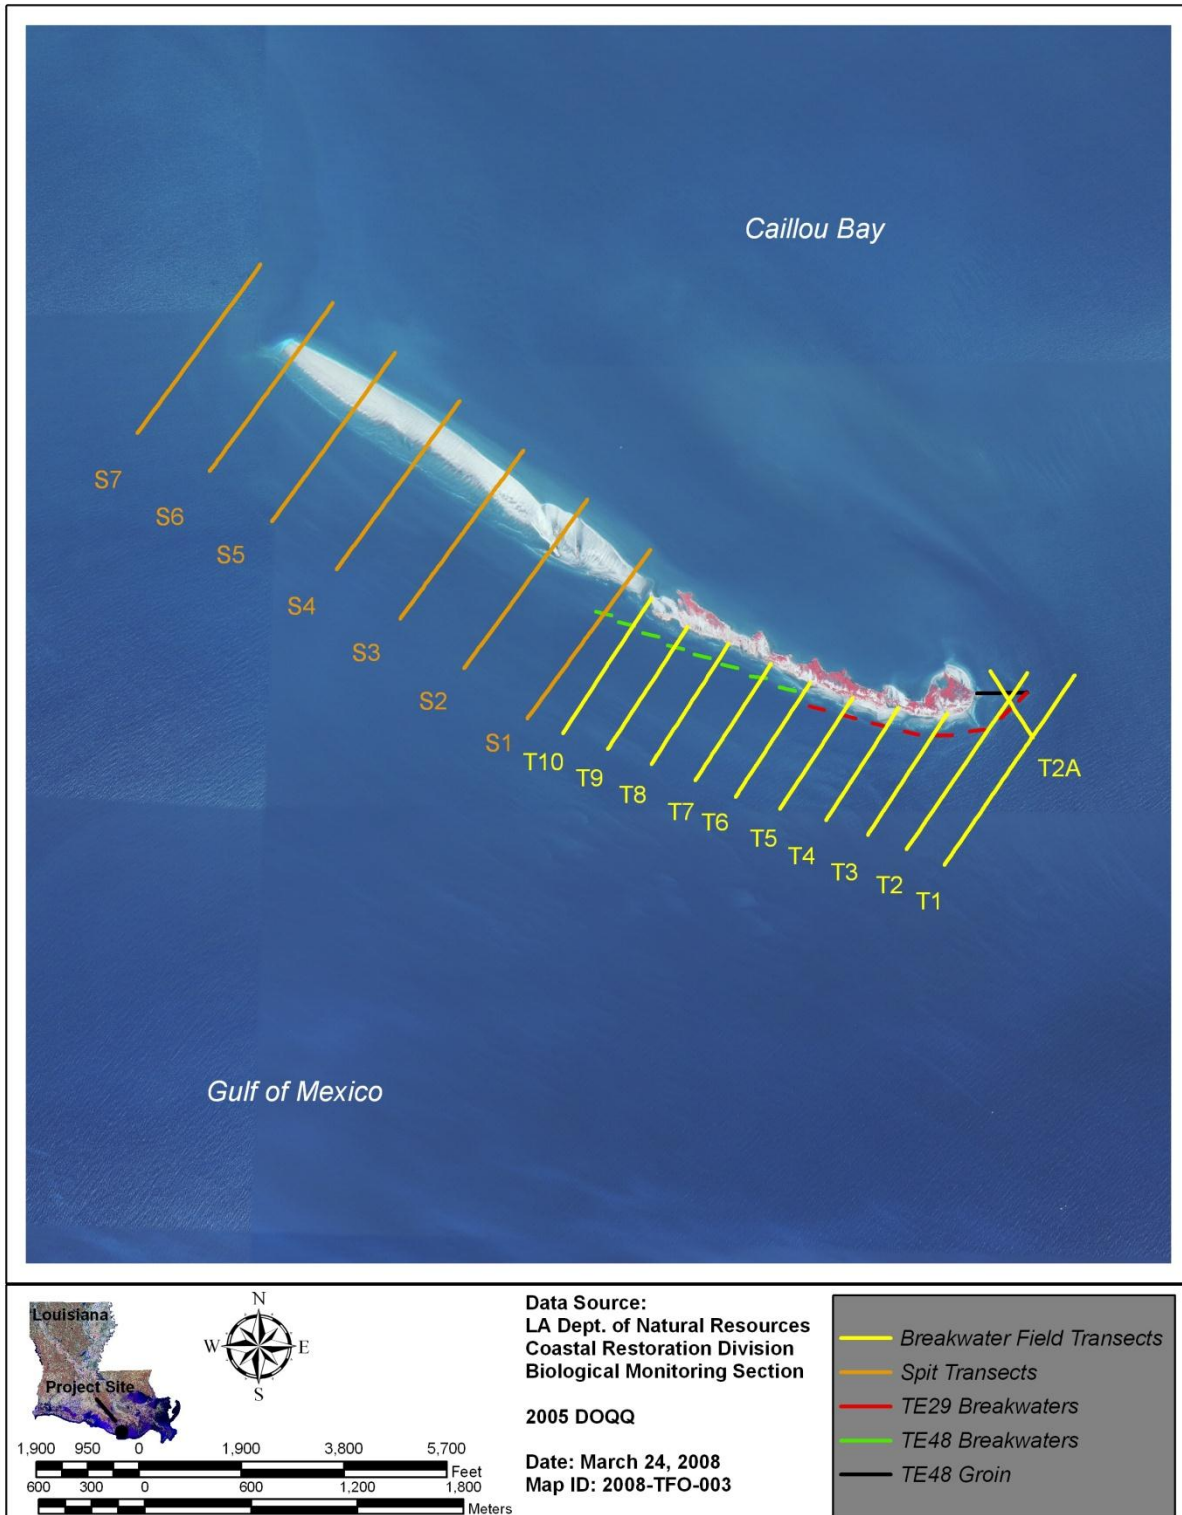 Caillou Bay
S7
S6
S5
S4
S3
S2
S1
T10
T9
T8
T7
T6
T5
T4
T3
T2
T1
T2A
Gulf of Mexico
Louisiana
Project Site
N
W
E
S
1,900 950 0 1,900 3,800 5,700
Feet
600 300 0 600 1,200 1,800
Meters
Data Source:
LA Dept. of Natural Resources
Coastal Restoration Division
Biological Monitoring Section
2005 DOQQ
Date: March 24, 2008
Map ID: 2008-TFO-003
Breakwater Field Transects
Spit Transects
TE29 Breakwaters
TE48 Breakwaters
TE48 Groin